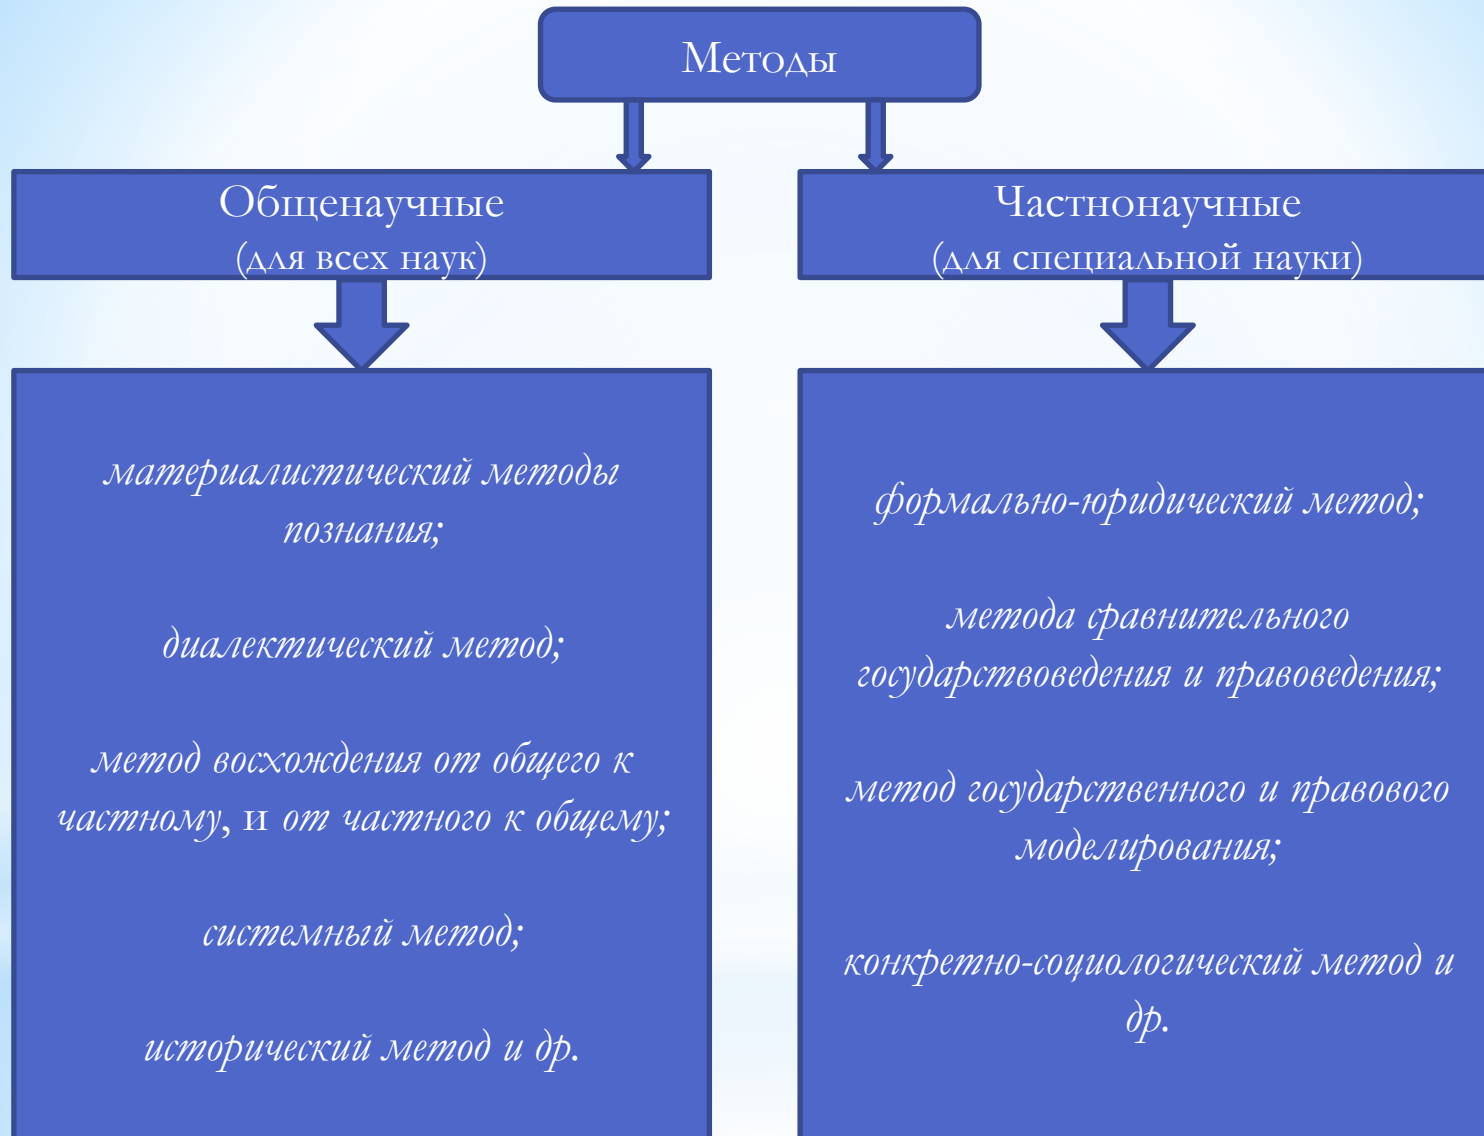 Методы
Общенаучные
(для всех наук)
Частнонаучные
(для специальной науки)
материалистический методы
познания;
диалектический метод;
метод восхождения от общего к
частному, и от частного к общему;
системный метод;
исторический метод и др.
формально-юридический метод;
метода сравнительного
государствоведения и правоведения;
метод государственного и правового
моделирования;
конкретно-социологический метод и
др.